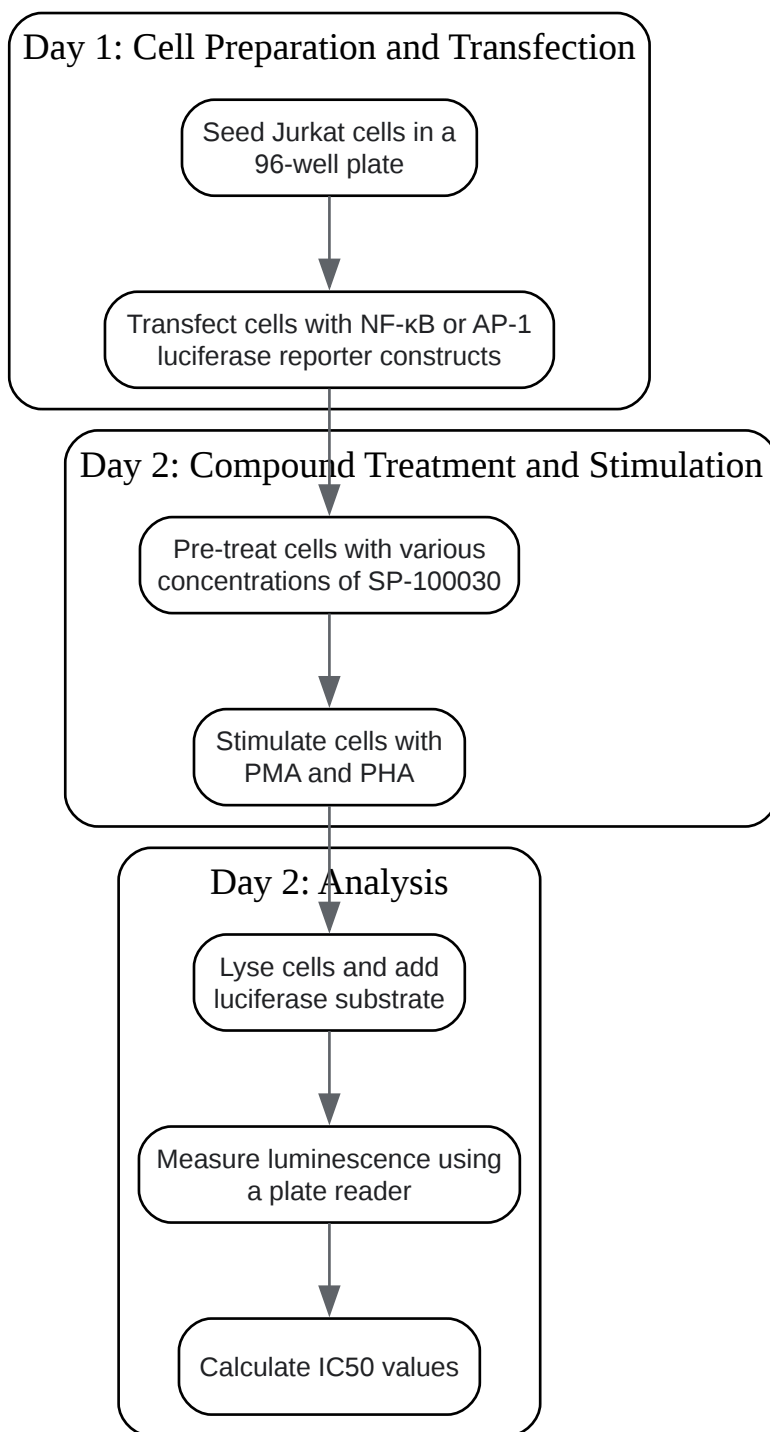 Day 1: Cell Preparation and Transfection
Seed Jurkat cells in a
96-well plate
Transfect cells with NF-κB or AP-1
luciferase reporter constructs
Day 2: Compound Treatment and Stimulation
Pre-treat cells with various
concentrations of SP-100030
Stimulate cells with
PMA and PHA
Day 2: Analysis
Lyse cells and add
luciferase substrate
Measure luminescence using
a plate reader
Calculate IC50 values